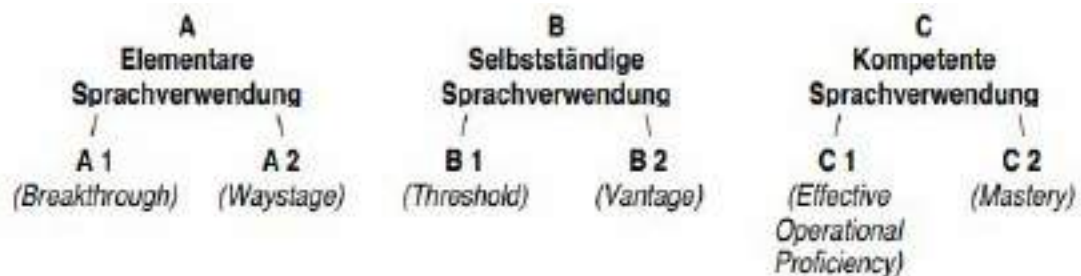 A
Elementare
Sprachverwendung
A 1
(Breakthrough)
A 2
(Waystage)
B
Selbstständige
Sprachverwendung
B 1
(Threshold)
B 2
(Vantage)
C
Kompetente
Sprachverwendung
C 1
(Effective
Operational
Proficiency)
C 2
(Mastery)